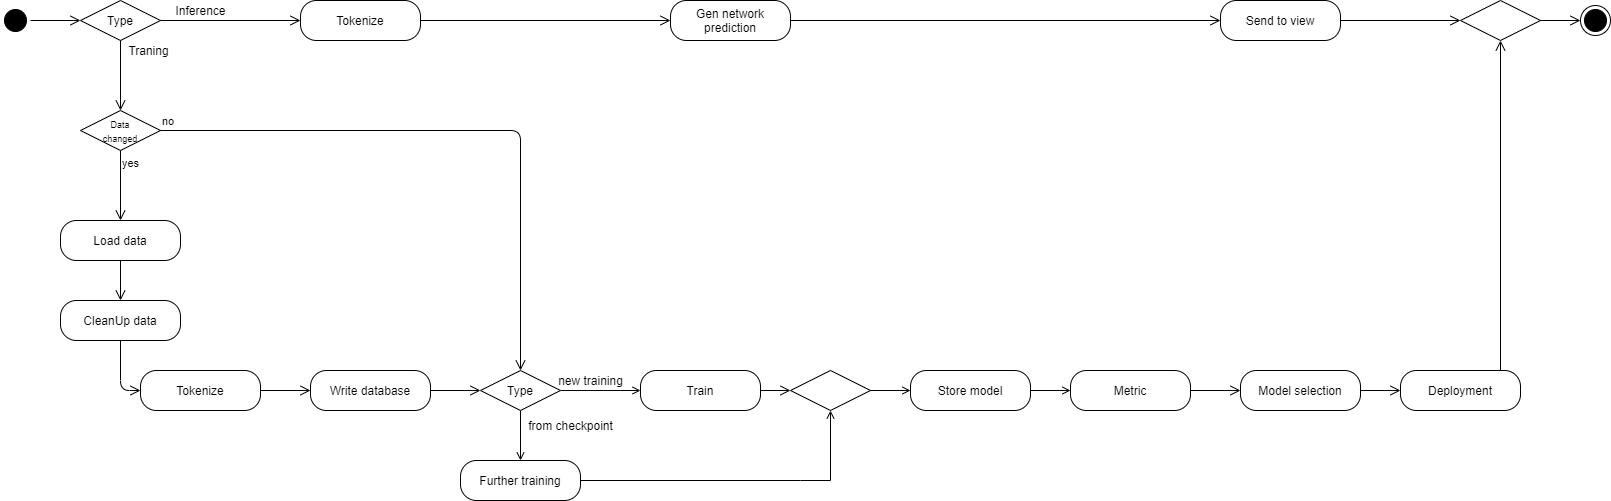 Type
Inference
Tokenize
Gen network
prediction
Send to view
Traning
Data
changed
no
yes
Load data
CleanUp data
Tokenize
Write database
Type
new training
Train
Store model
Metric
Model selection
Deployment
from checkpoint
Further training